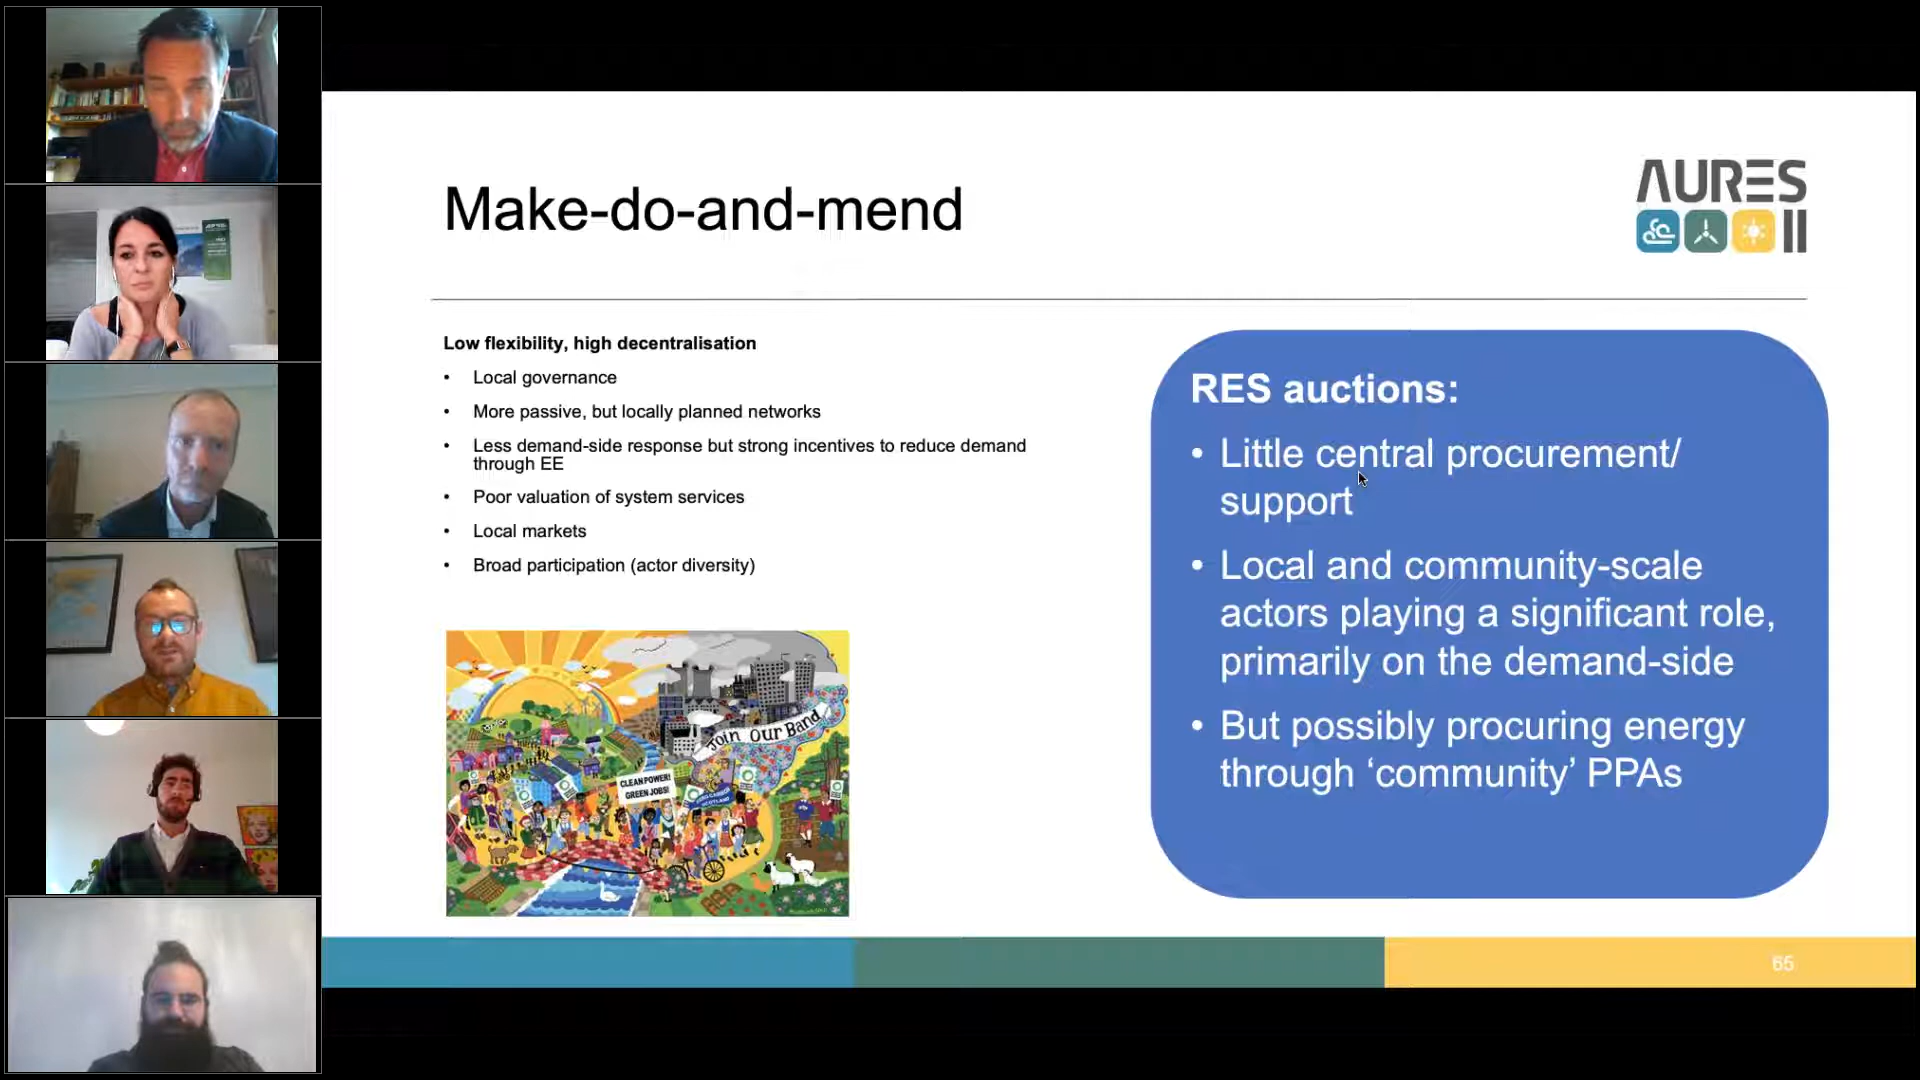 Make-do-and-mend
AURES
II
Low flexibility, high decentralisation
• Local governance
• More passive, but locally planned networks
• Less demand-side response but strong incentives to reduce demand
through EE
• Poor valuation of system services
• Local markets
• Broad participation (actor diversity)
Join Our Band
CLEAN POWER!
GREEN JOBS!
RES auctions:
• Little central procurement/
support
• Local and community-scale
actors playing a significant role,
primarily on the demand-side
• But possibly procuring energy
through ‘community’ PPAs
65